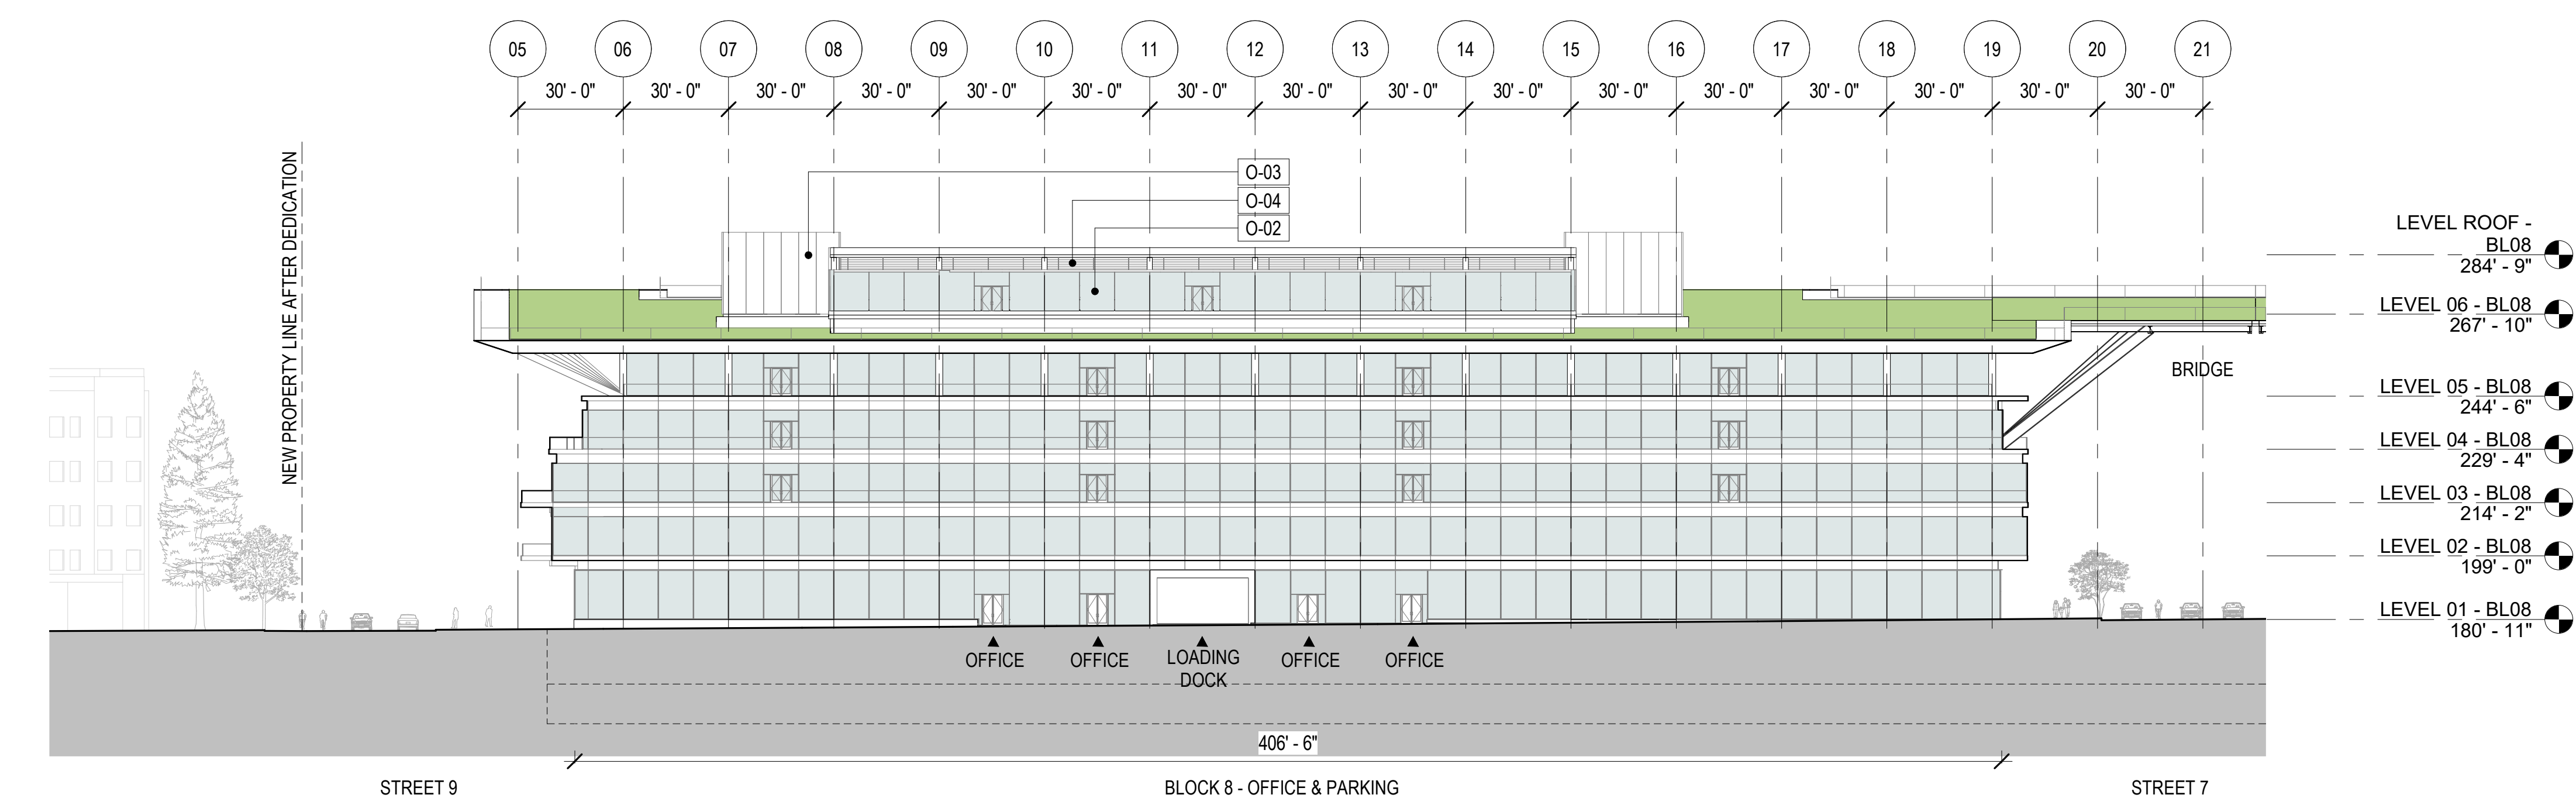 05 06 07 08 09 10 11 12 13 14 15 16 17 18 19 20 21
30' - 0" 30' - 0" 30' - 0" 30' - 0" 30' - 0" 30' - 0" 30' - 0" 30' - 0" 30' - 0" 30' - 0" 30' - 0" 30' - 0" 30' - 0" 30' - 0" 30' - 0" 30' - 0"
NEW PROPERTY LINE AFTER DEDICATION
O-03
O-04
O-02
LEVEL ROOF -
BL08
284' - 9"
LEVEL 06 - BL08
267' - 10"
BRIDGE
LEVEL 05 - BL08
244' - 6"
LEVEL 04 - BL08
229' - 4"
LEVEL 03 - BL08
214' - 2"
LEVEL 02 - BL08
199' - 0"
LEVEL 01 - BL08
180' - 11"
OFFICE
OFFICE
LOADING
DOCK
OFFICE
OFFICE
406' - 6"
STREET 9
BLOCK 8 - OFFICE & PARKING
STREET 7